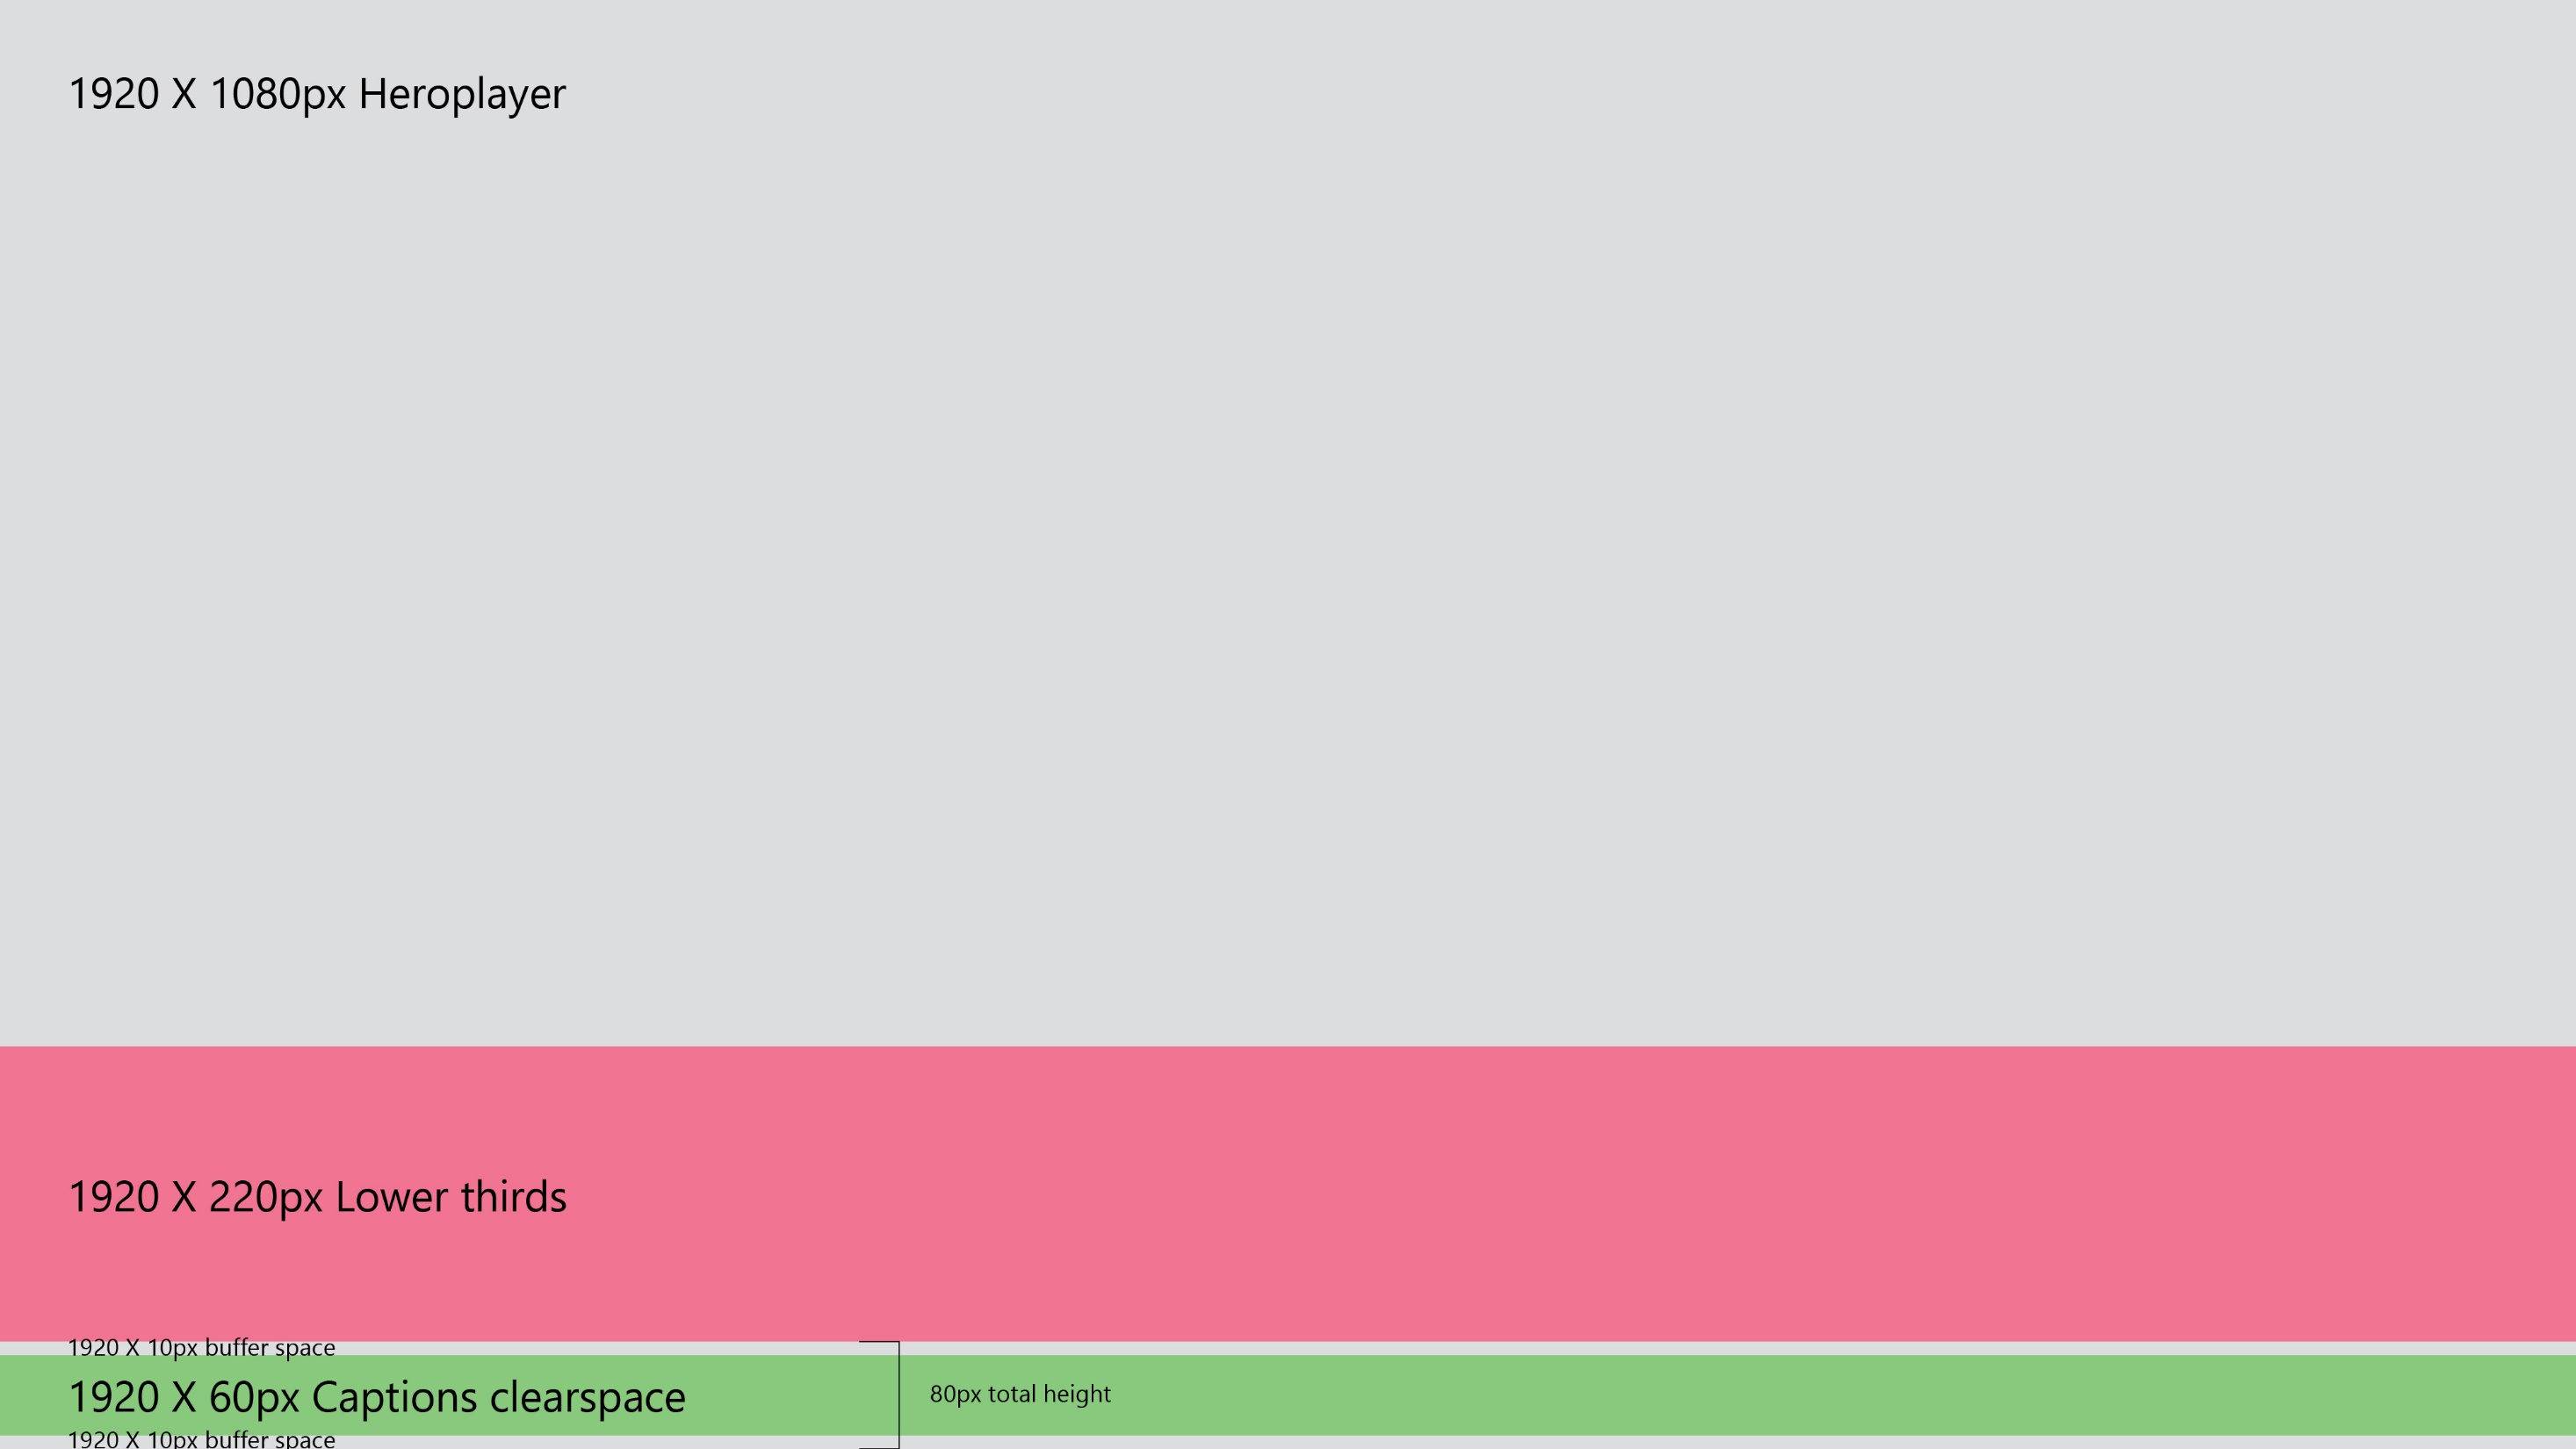 1920 X 1080px Heroplayer
1920 X 220px Lower thirds
1920 X 10px buffer space
1920 X 60px Captions clearspace
80px total height
1920 X 10px buffer space